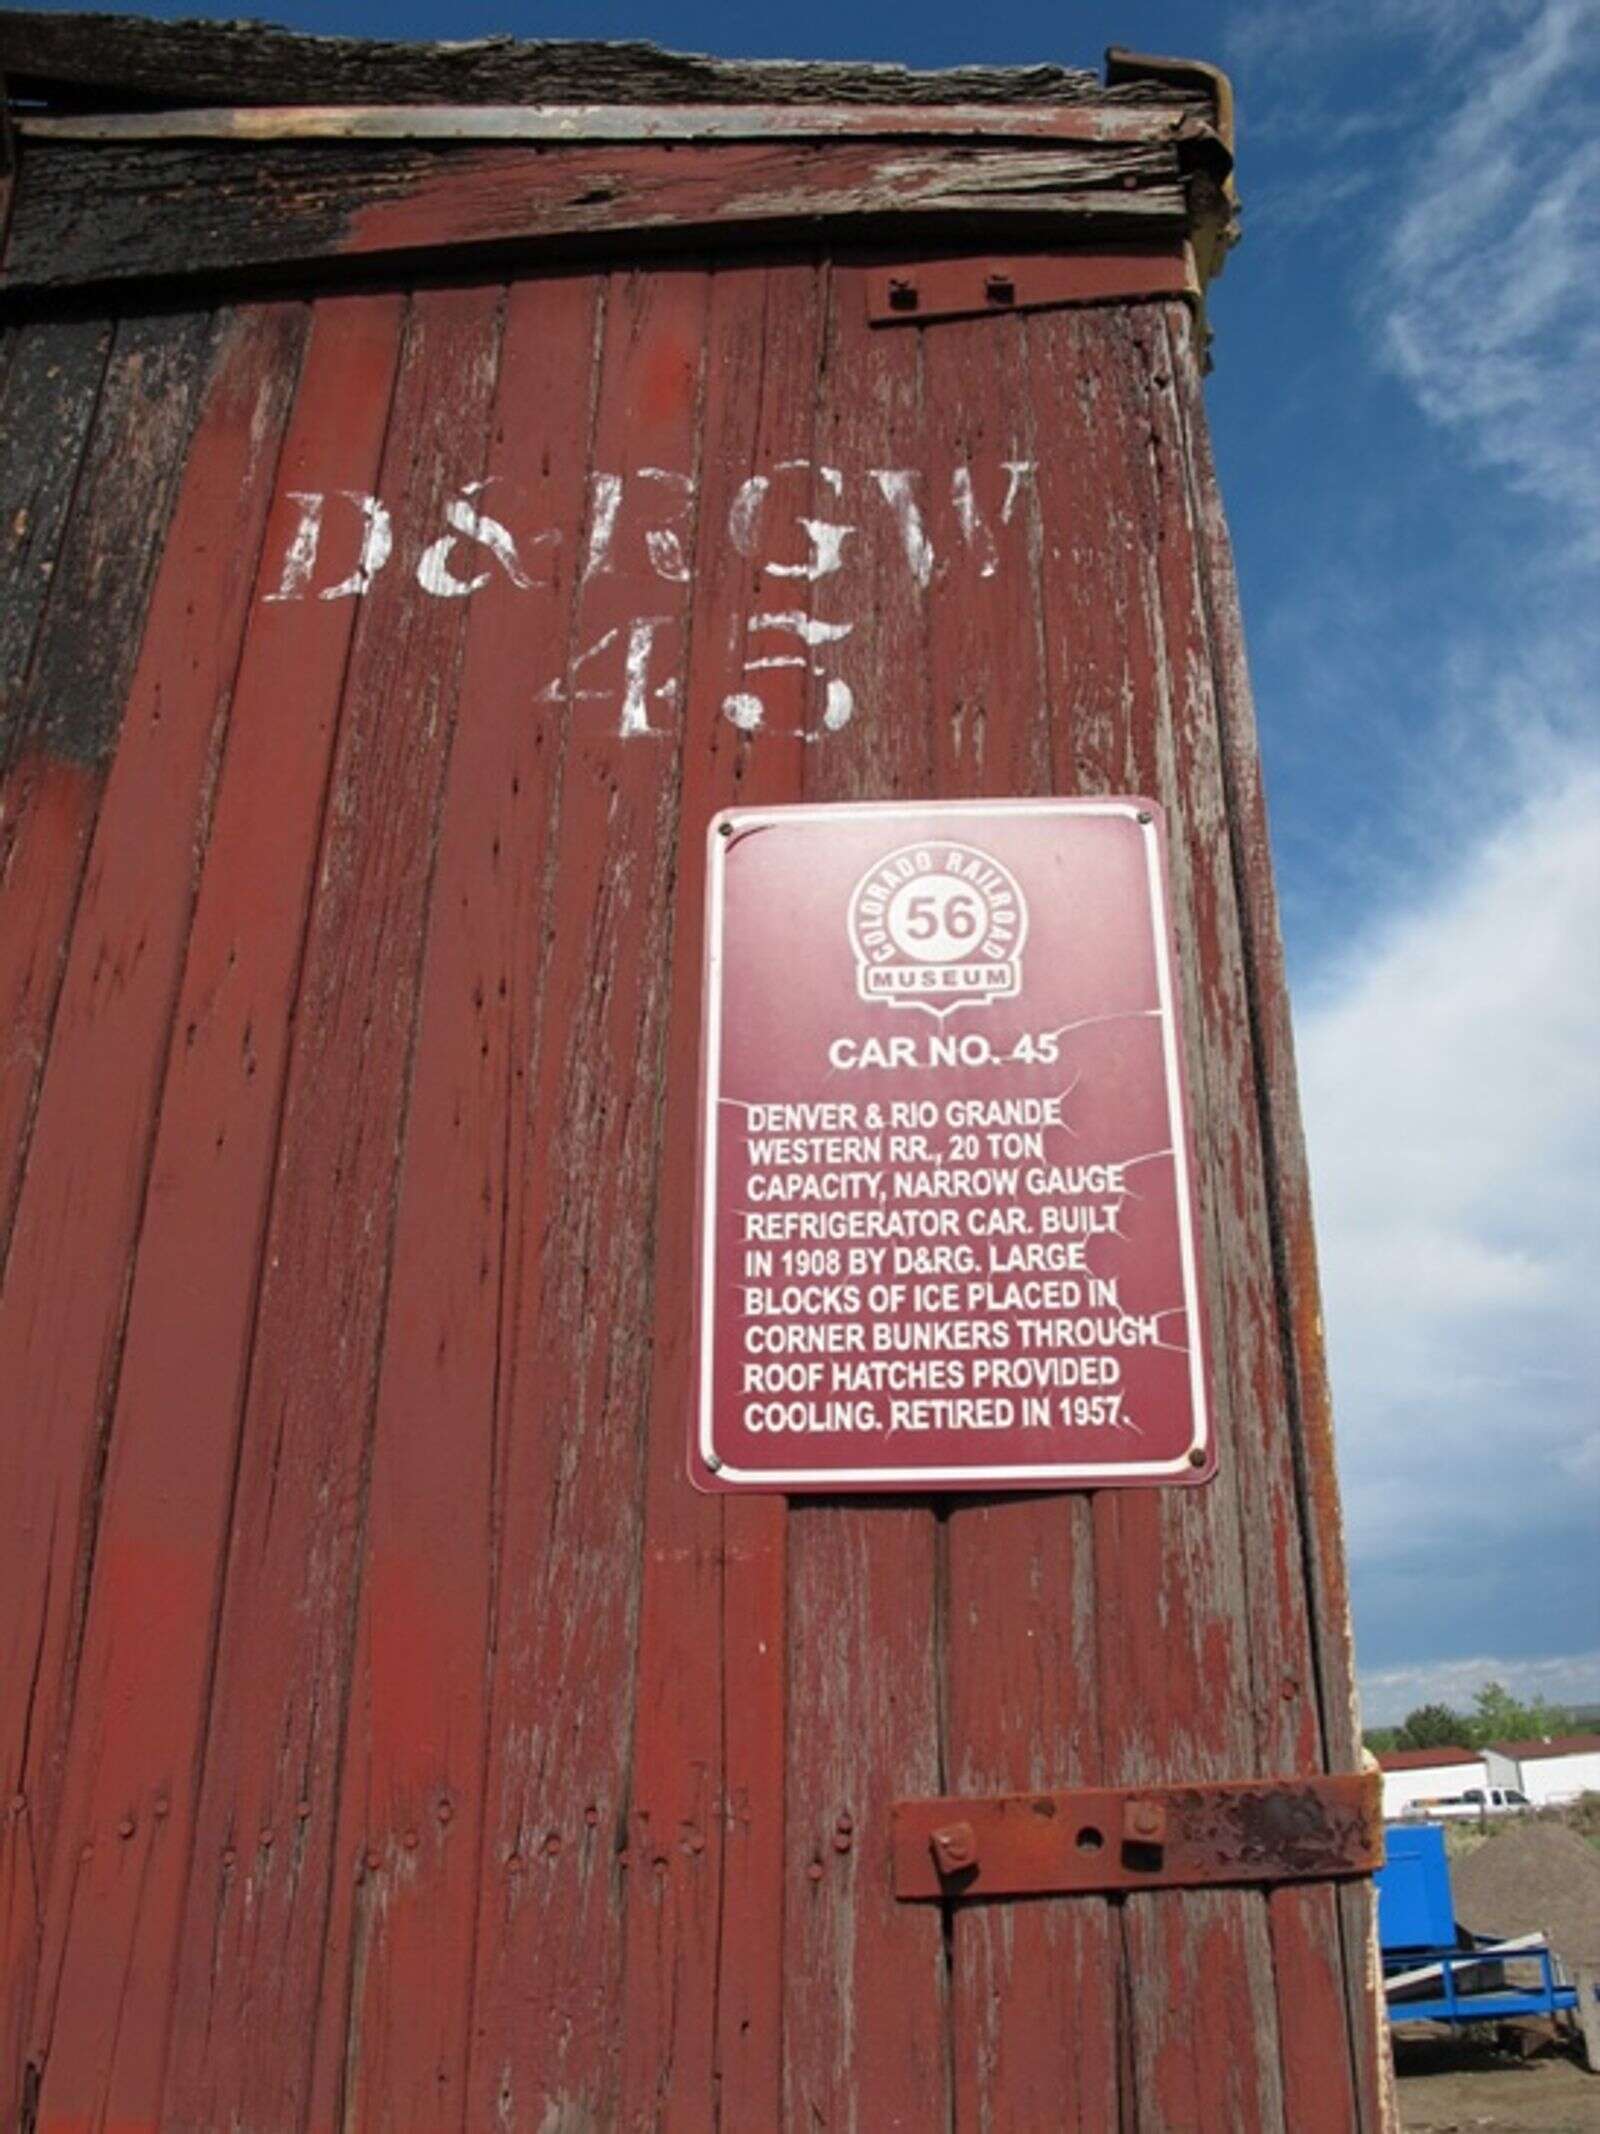 D&RGW
45
COLORADO RAILROAD
56
MUSEUM
CAR NO. 45
DENVER & RIO GRANDE
WESTERN RR., 20 TON
CAPACITY, NARROW GAUGE
REFRIGERATOR CAR. BUILT
IN 1908 BY D&RG. LARGE
BLOCKS OF ICE PLACED IN
CORNER BUNKERS THROUGH
ROOF HATCHES PROVIDED
COOLING. RETIRED IN 1957.